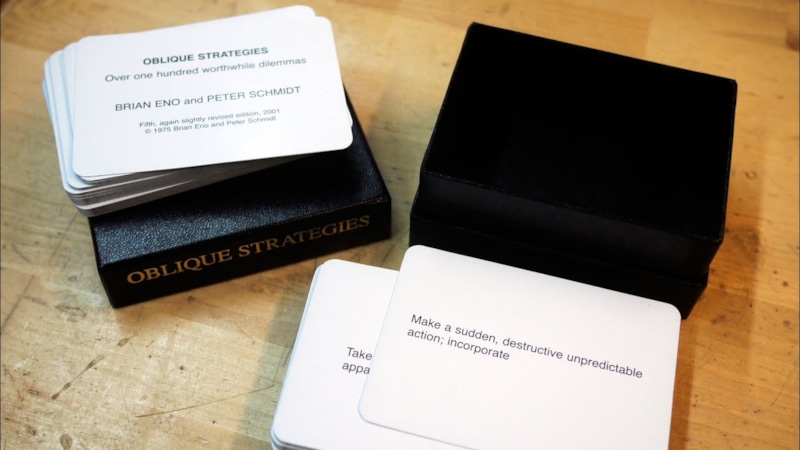 OBLIQUE STRATEGIES
Over one hundred worthwhile dilemmas
BRIAN ENO and PETER SCHMIDT
Fifth, again slightly revised edition, 2001
© 1975 Brian Eno and Peter Schmidt
OBLIQUE STRATEGIES
Make a sudden, destructive unpredictable
action; incorporate
Take
appa